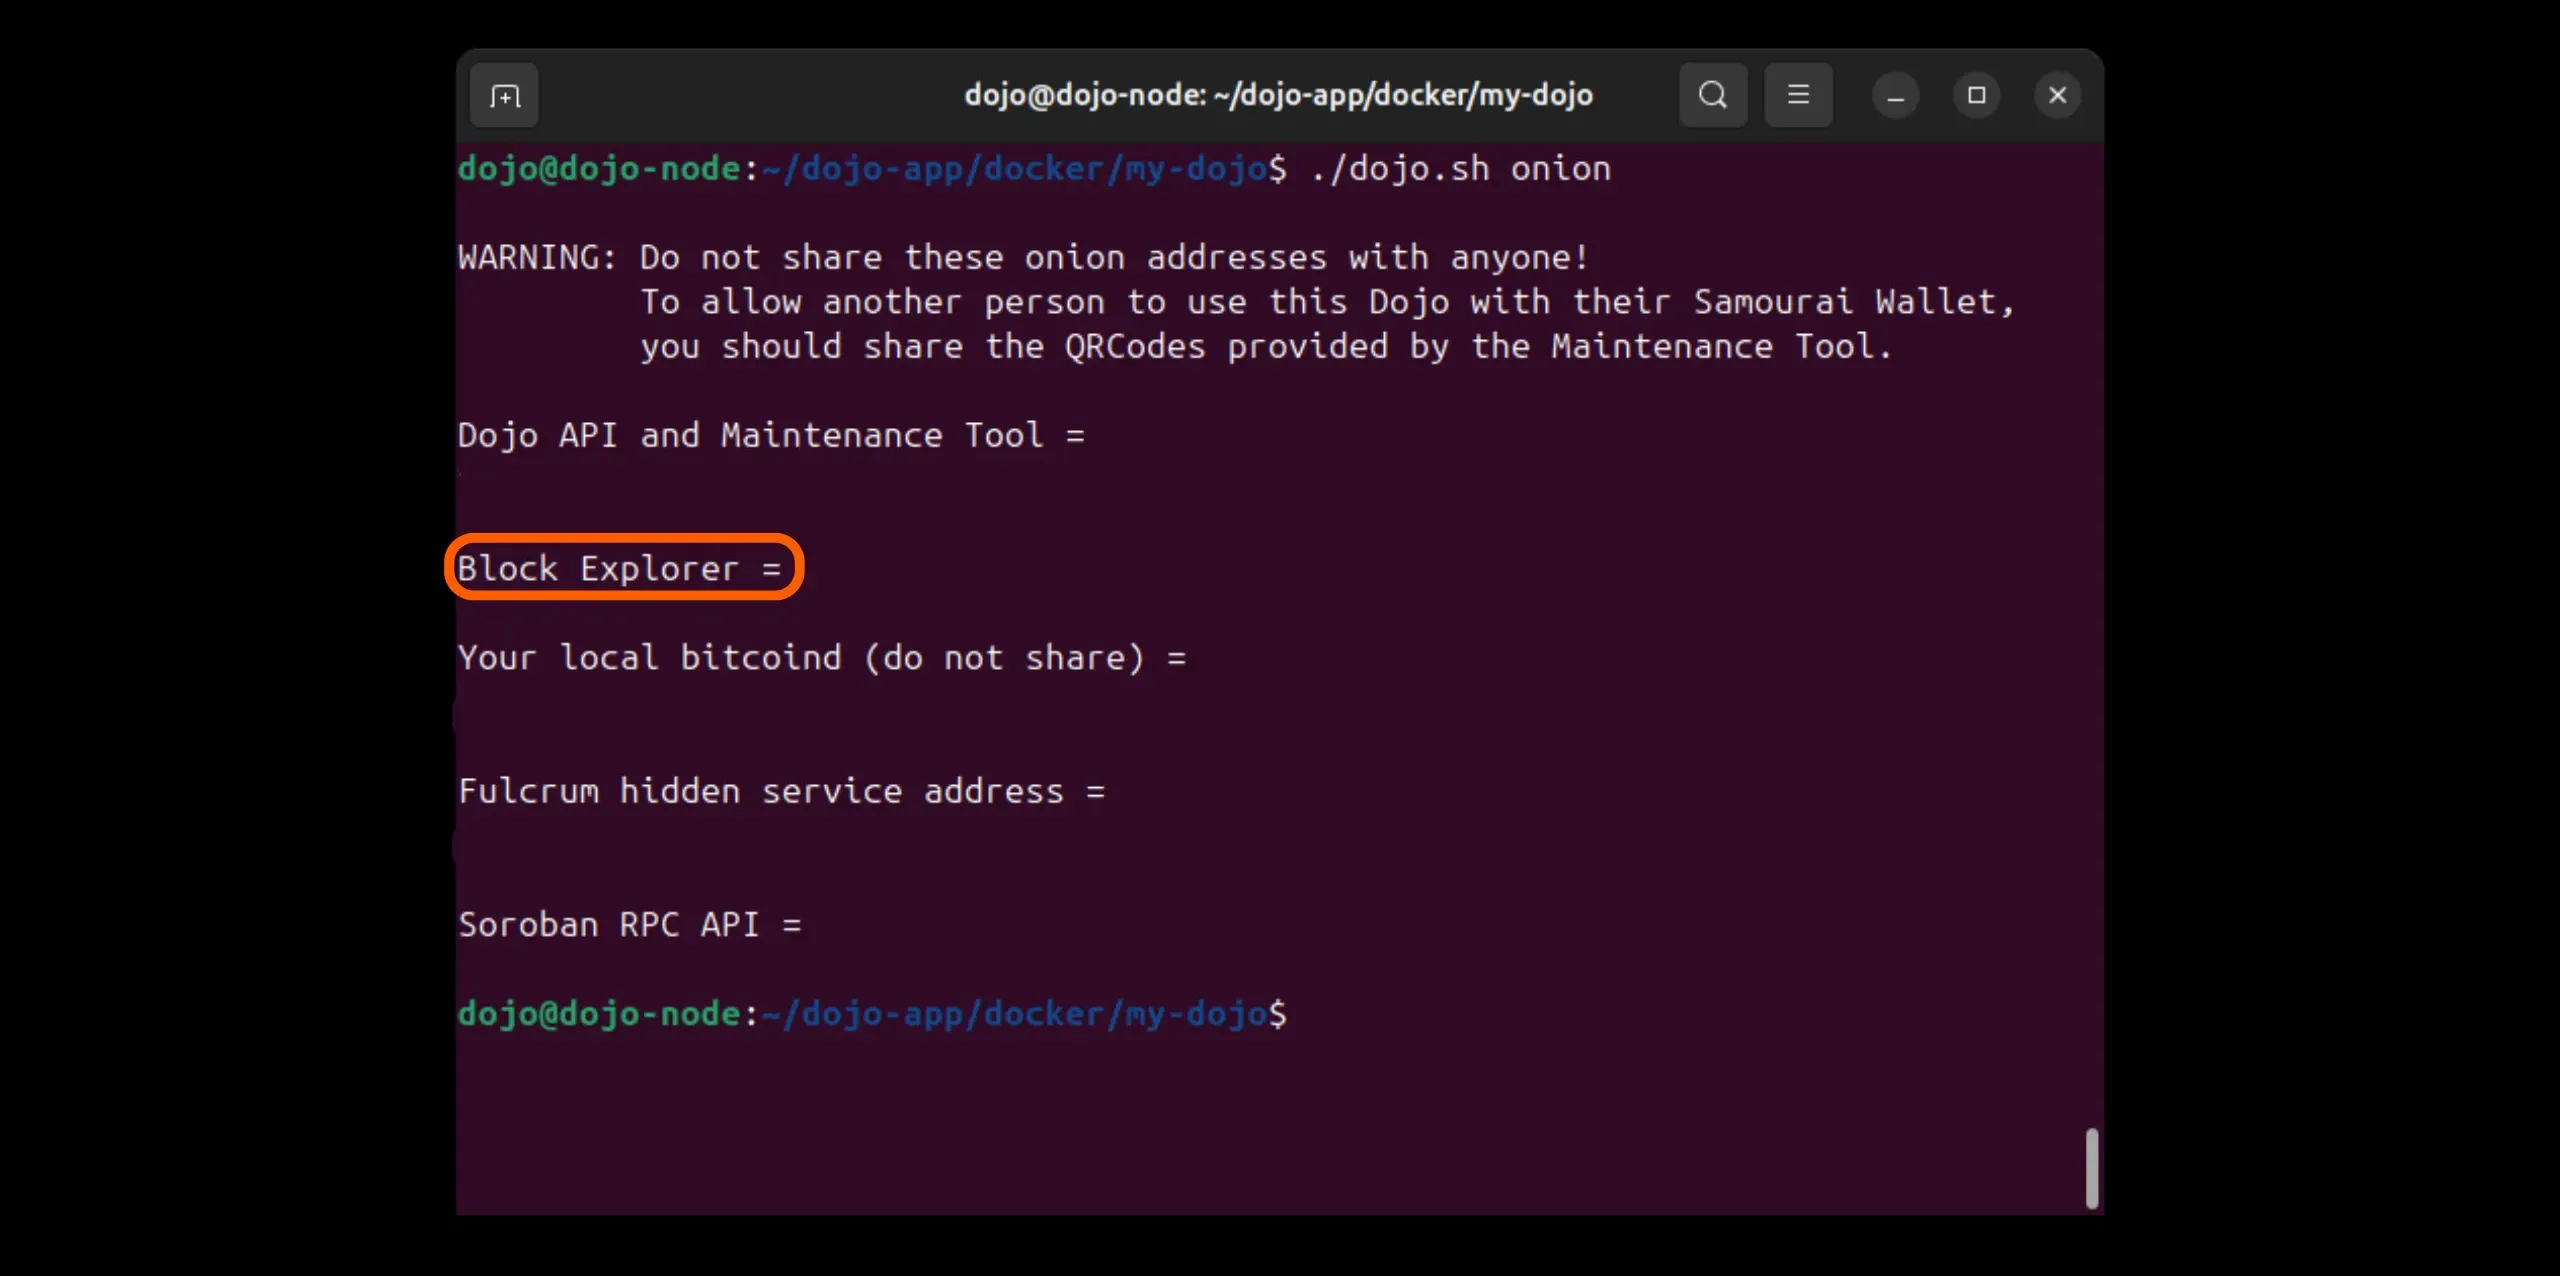 dojo@dojo-node: ~/dojo-app/docker/my-dojo
dojo@dojo-node:~/dojo-app/docker/my-dojo$ ./dojo.sh onion
WARNING: Do not share these onion addresses with anyone!
To allow another person to use this Dojo with their Samourai Wallet,
you should share the QRCodes provided by the Maintenance Tool.
Dojo API and Maintenance Tool =
Block Explorer =
Your local bitcoind (do not share) =
Fulcrum hidden service address =
Soroban RPC API =
dojo@dojo-node:~/dojo-app/docker/my-dojo$